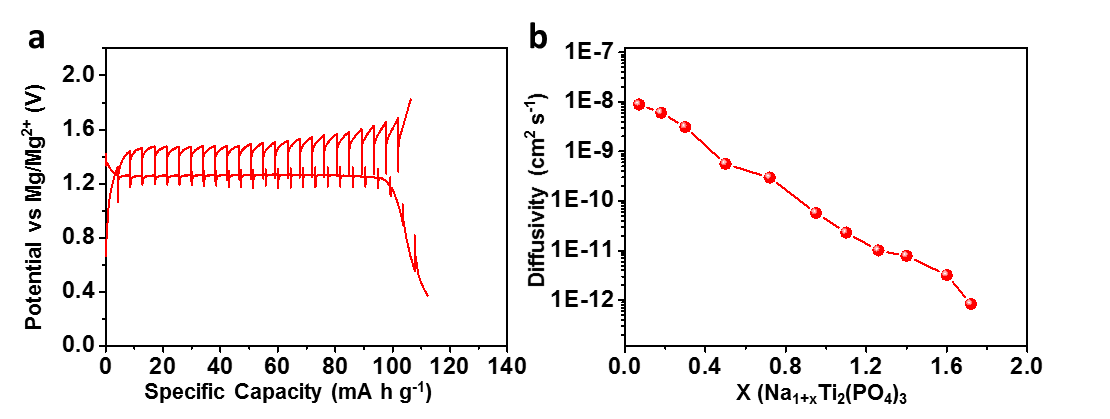 a
2.0
1.6
1.2
0.8
0.4
0.0
0 20 40 60 80 100 120 140
Potential vs Mg/Mg²⁺ (V)
Specific Capacity (mA h g⁻¹)
b
1E-7
1E-8
1E-9
1E-10
1E-11
1E-12
0.0 0.4 0.8 1.2 1.6 2.0
Diffusivity (cm² s⁻¹)
X (Na₁₊ₓTi₂(PO₄)₃